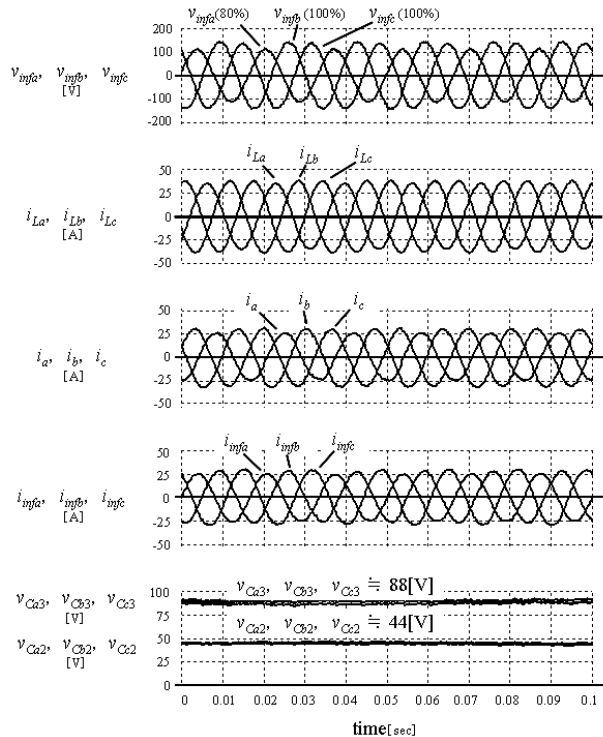 v_infa (80%) v_infb (100%) v_infc (100%)
200
100
0
-100
-200
v_infa, v_infb, v_infc
[V]
i_La i_Lb i_Lc
50
25
0
-25
-50
i_La, i_Lb, i_Lc
[A]
i_a i_b i_c
50
25
0
-25
-50
i_a, i_b, i_c
[A]
i_infa i_infb i_infc
50
25
0
-25
-50
i_infa, i_infb, i_infc
[A]
v_Ca3, v_Cb3, v_Cc3 ≒ 88[V]
v_Ca2, v_Cb2, v_Cc2 ≒ 44[V]
100
75
50
25
0
v_Ca3, v_Cb3, v_Cc3
[V]
v_Ca2, v_Cb2, v_Cc2
[V]
0 0.01 0.02 0.03 0.04 0.05 0.06 0.07 0.08 0.09 0.1
time[sec]